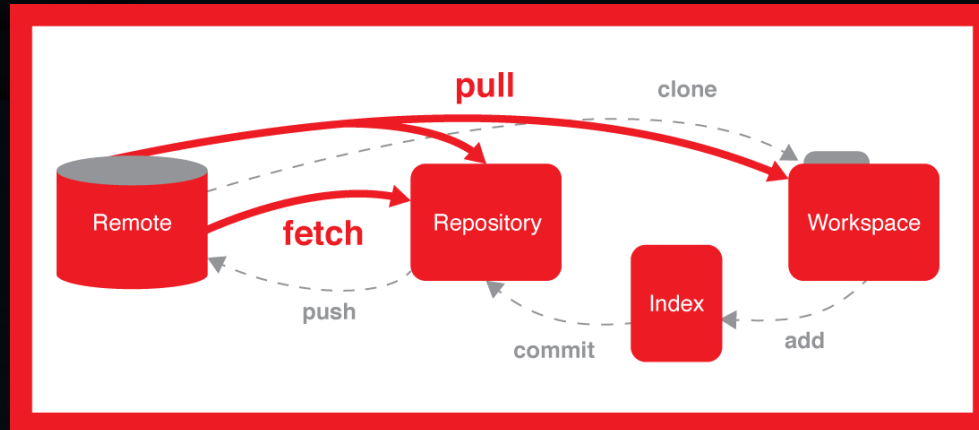 pull
clone
Remote
fetch
Repository
Workspace
push
Index
commit
add